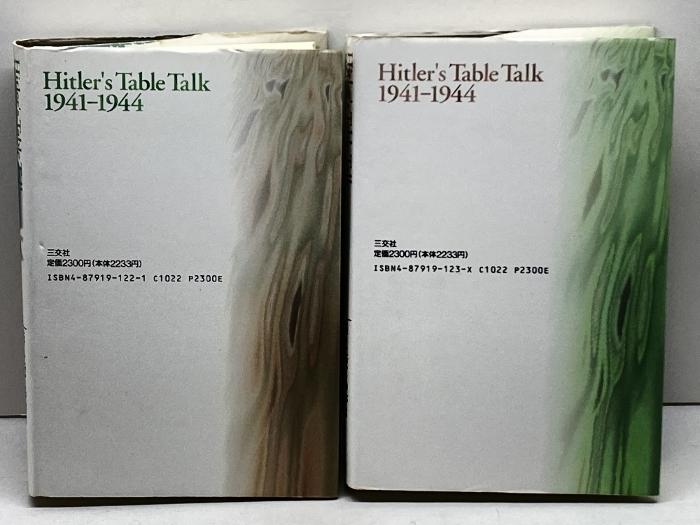 Hitler's Table Talk
1941–1944
三交社
定価2300円(本体2233円)
ISBN4-87919-122-1 C1022 P2300E
Hitler's Table Talk
1941–1944
三交社
定価2300円(本体2233円)
ISBN4-87919-123-X C1022 P2300E